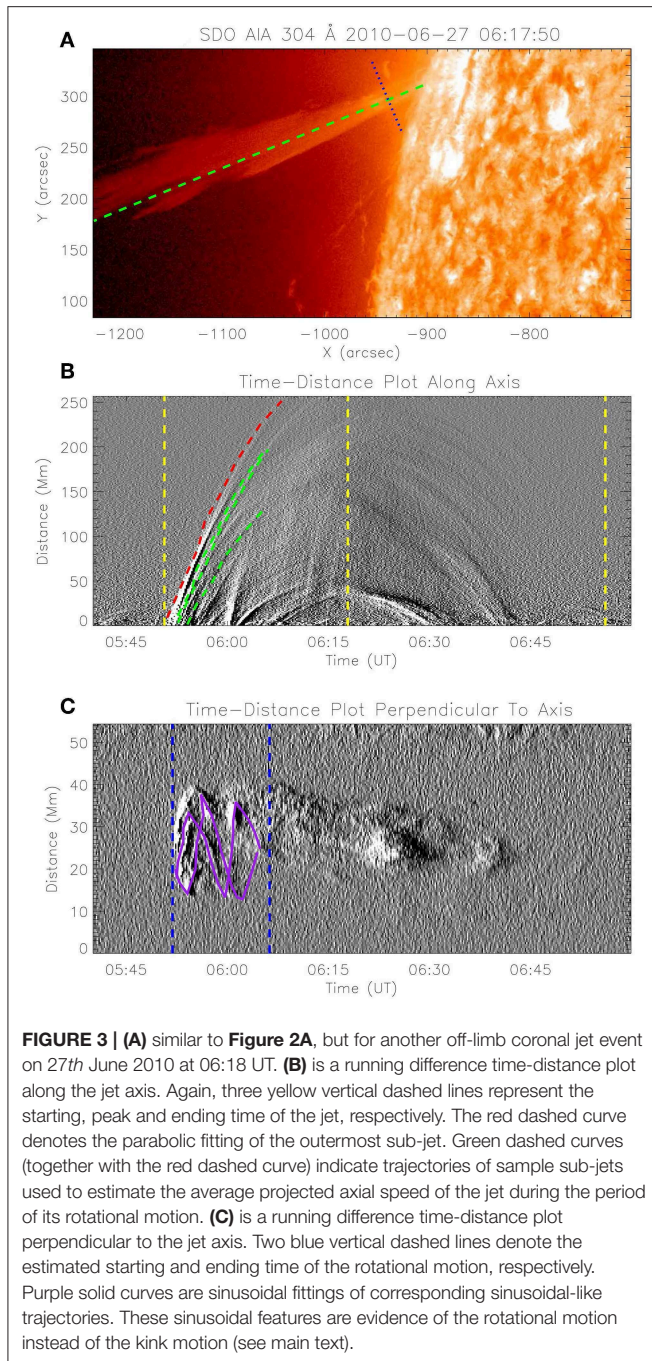 A
SDO AIA 304 Å 2010-06-27 06:17:50
300
250
200
150
100
Y (arcsec)
-1200 -1100 -1000 -900 -800
X (arcsec)
B
Time-Distance Plot Along Axis
250
200
150
100
50
0
Distance (Mm)
05:45 06:00 06:15 06:30 06:45
Time (UT)
C
Time-Distance Plot Perpendicular To Axis
50
40
30
20
10
0
Distance (Mm)
05:45 06:00 06:15 06:30 06:45
Time (UT)
FIGURE 3 | (A) similar to Figure 2A, but for another off-limb coronal jet event
on 27th June 2010 at 06:18 UT. (B) is a running difference time-distance plot
along the jet axis. Again, three yellow vertical dashed lines represent the
starting, peak and ending time of the jet, respectively. The red dashed curve
denotes the parabolic fitting of the outermost sub-jet. Green dashed curves
(together with the red dashed curve) indicate trajectories of sample sub-jets
used to estimate the average projected axial speed of the jet during the period
of its rotational motion. (C) is a running difference time-distance plot
perpendicular to the jet axis. Two blue vertical dashed lines denote the
estimated starting and ending time of the rotational motion, respectively.
Purple solid curves are sinusoidal fittings of corresponding sinusoidal-like
trajectories. These sinusoidal features are evidence of the rotational motion
instead of the kink motion (see main text).